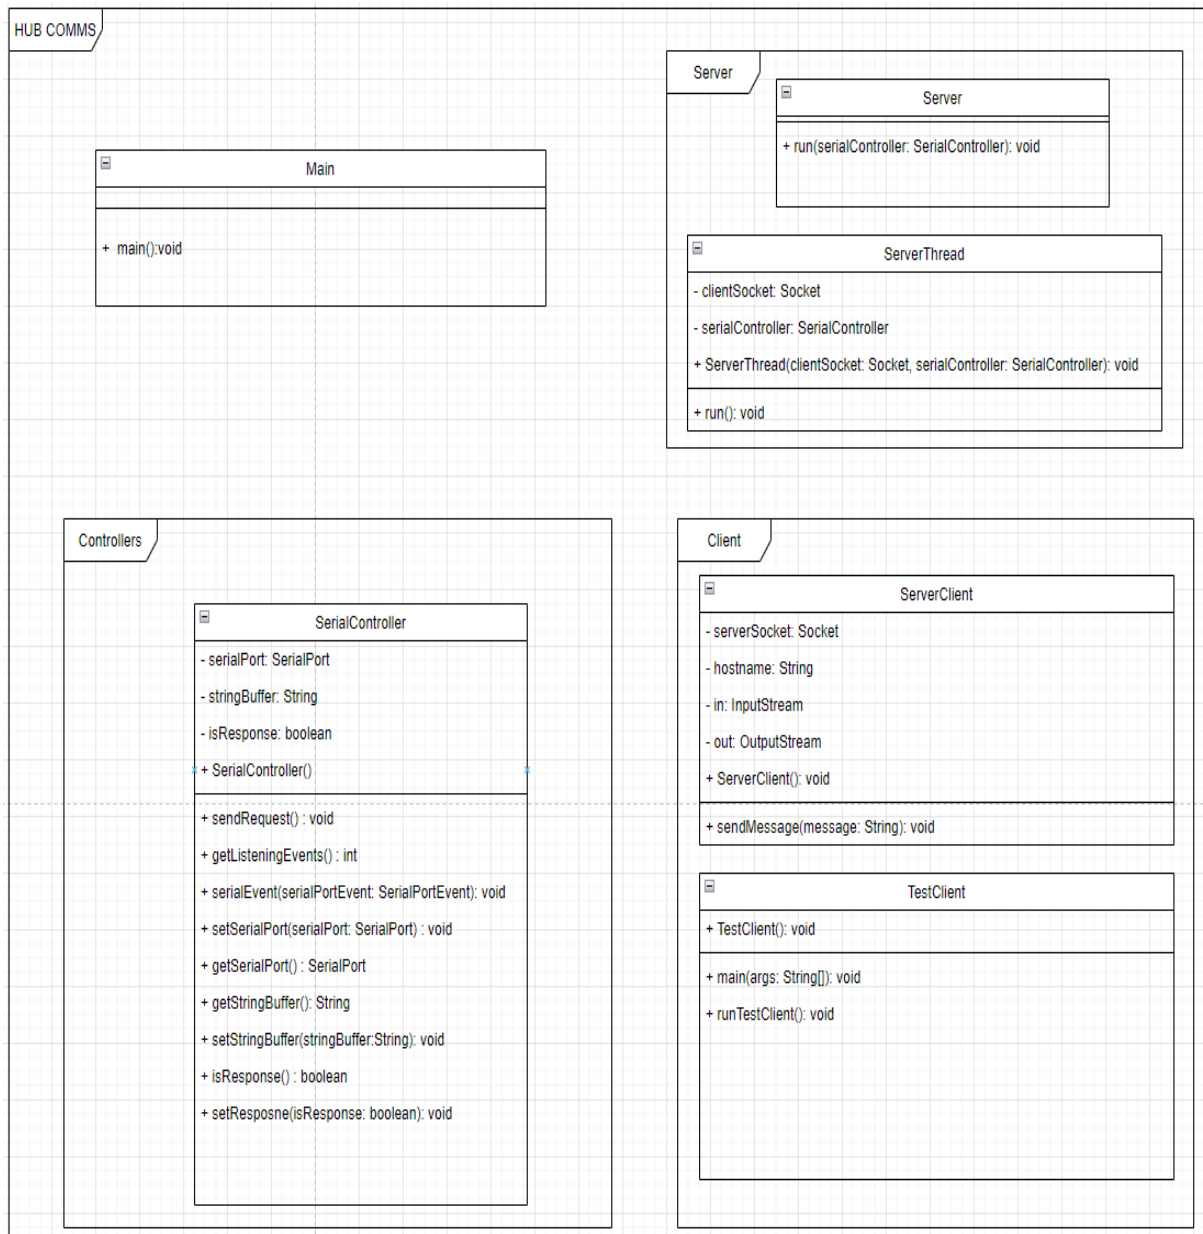 HUB COMMS
Main
+ main():void
Server
Server
+ run(serialController: SerialController): void
ServerThread
- clientSocket: Socket
- serialController: SerialController
+ ServerThread(clientSocket: Socket, serialController: SerialController): void
+ run(): void
Controllers
SerialController
- serialPort: SerialPort
- stringBuffer: String
- isResponse: boolean
+ SerialController()
+ sendRequest() : void
+ getListeningEvents() : int
+ serialEvent(serialPortEvent: SerialPortEvent): void
+ setSerialPort(serialPort: SerialPort) : void
+ getSerialPort() : SerialPort
+ getStringBuffer(): String
+ setStringBuffer(stringBuffer:String): void
+ isResponse() : boolean
+ setResposne(isResponse: boolean): void
Client
ServerClient
- serverSocket: Socket
- hostname: String
- in: InputStream
- out: OutputStream
+ ServerClient(): void
+ sendMessage(message: String): void
TestClient
+ TestClient(): void
+ main(args: String[]): void
+ runTestClient(): void